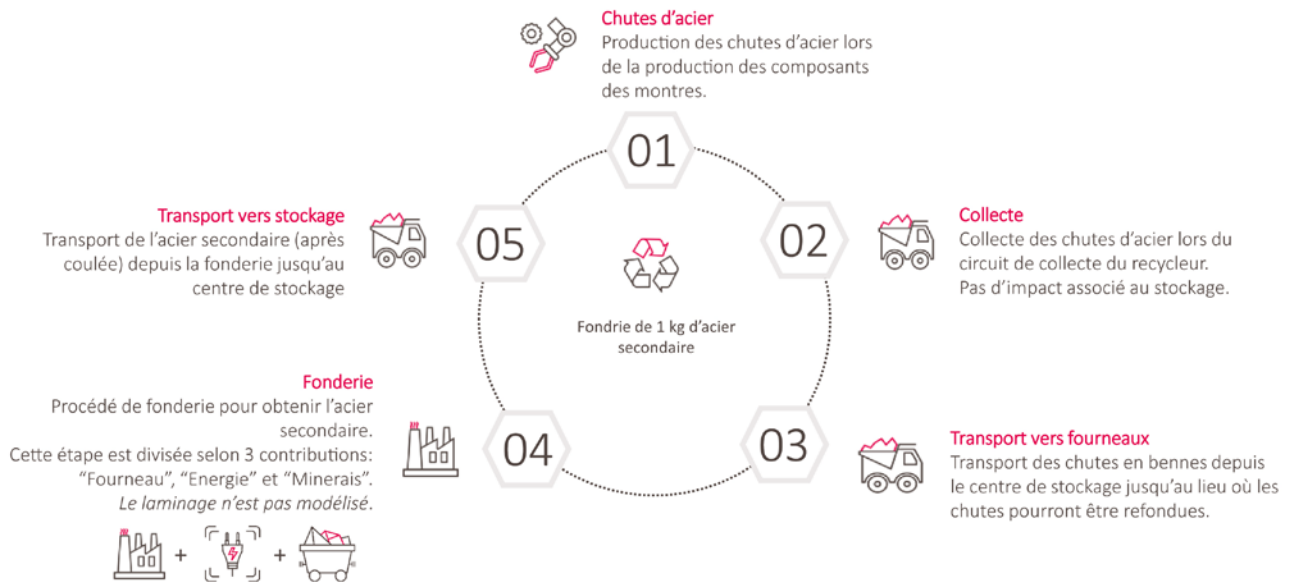 Chutes d'acier
Production des chutes d'acier lors
de la production des composants
des montres.
01
02
Collecte
Collecte des chutes d'acier lors du
circuit de collecte du recycleur.
Pas d'impact associé au stockage.
03
Transport vers fourneaux
Transport des chutes en bennes depuis
le centre de stockage jusqu'au lieu où les
chutes pourront être refondues.
04
Fonderie
Procédé de fonderie pour obtenir l'acier
secondaire.
Cette étape est divisée selon 3 contributions:
“Fourneau”, “Energie” et “Minerais”.
Le laminage n'est pas modélisé.
+
+
05
Transport vers stockage
Transport de l'acier secondaire (après
coulée) depuis la fonderie jusqu'au
centre de stockage
Fondrie de 1 kg d'acier
secondaire